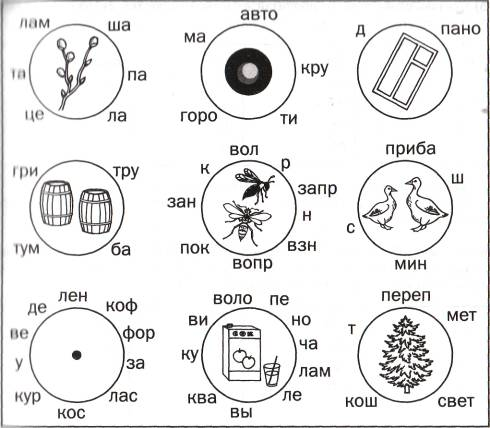 лам
ша
та
па
це
ла
авто
ма
кру
горо
ти
д
пано
гри
тру
тум
ба
вол
к
р
запр
зан
н
пок
взн
вопр
приба
ш
с
мин
лен
де
коф
ве
фор
у
за
кур
лас
кос
воло
пе
ви
но
ча
ку
лам
ква
ле
вы
переп
т
мет
кош
свет